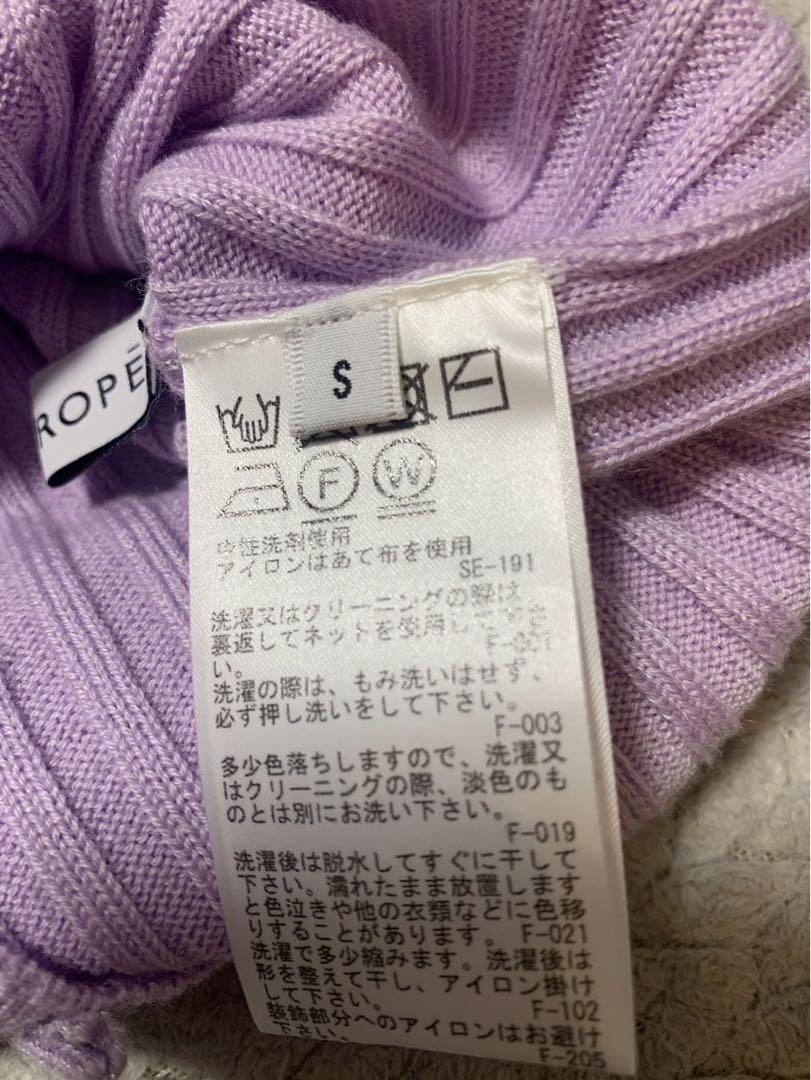 ROPÉ
S
F
W
中性洗剤使用
アイロンはあて布を使用
SE-191
洗濯又はクリーニングの際は、
裏返してネットを使用して下さ
い。
F-001
洗濯の際は、もみ洗いはせず、
必ず押し洗いをして下さい。
F-003
多少色落ちしますので、洗濯又
はクリーニングの際、淡色のも
のとは別にお洗い下さい。
F-019
洗濯後は脱水してすぐに干して
下さい。濡れたまま放置します
と色泣きや他の衣類などに色移
りすることがあります。 F-021
洗濯で多少縮みます。洗濯後は
形を整えて干し、アイロン掛け
して下さい。
F-102
装飾部分へのアイロンはお避け
下さい。
F-205